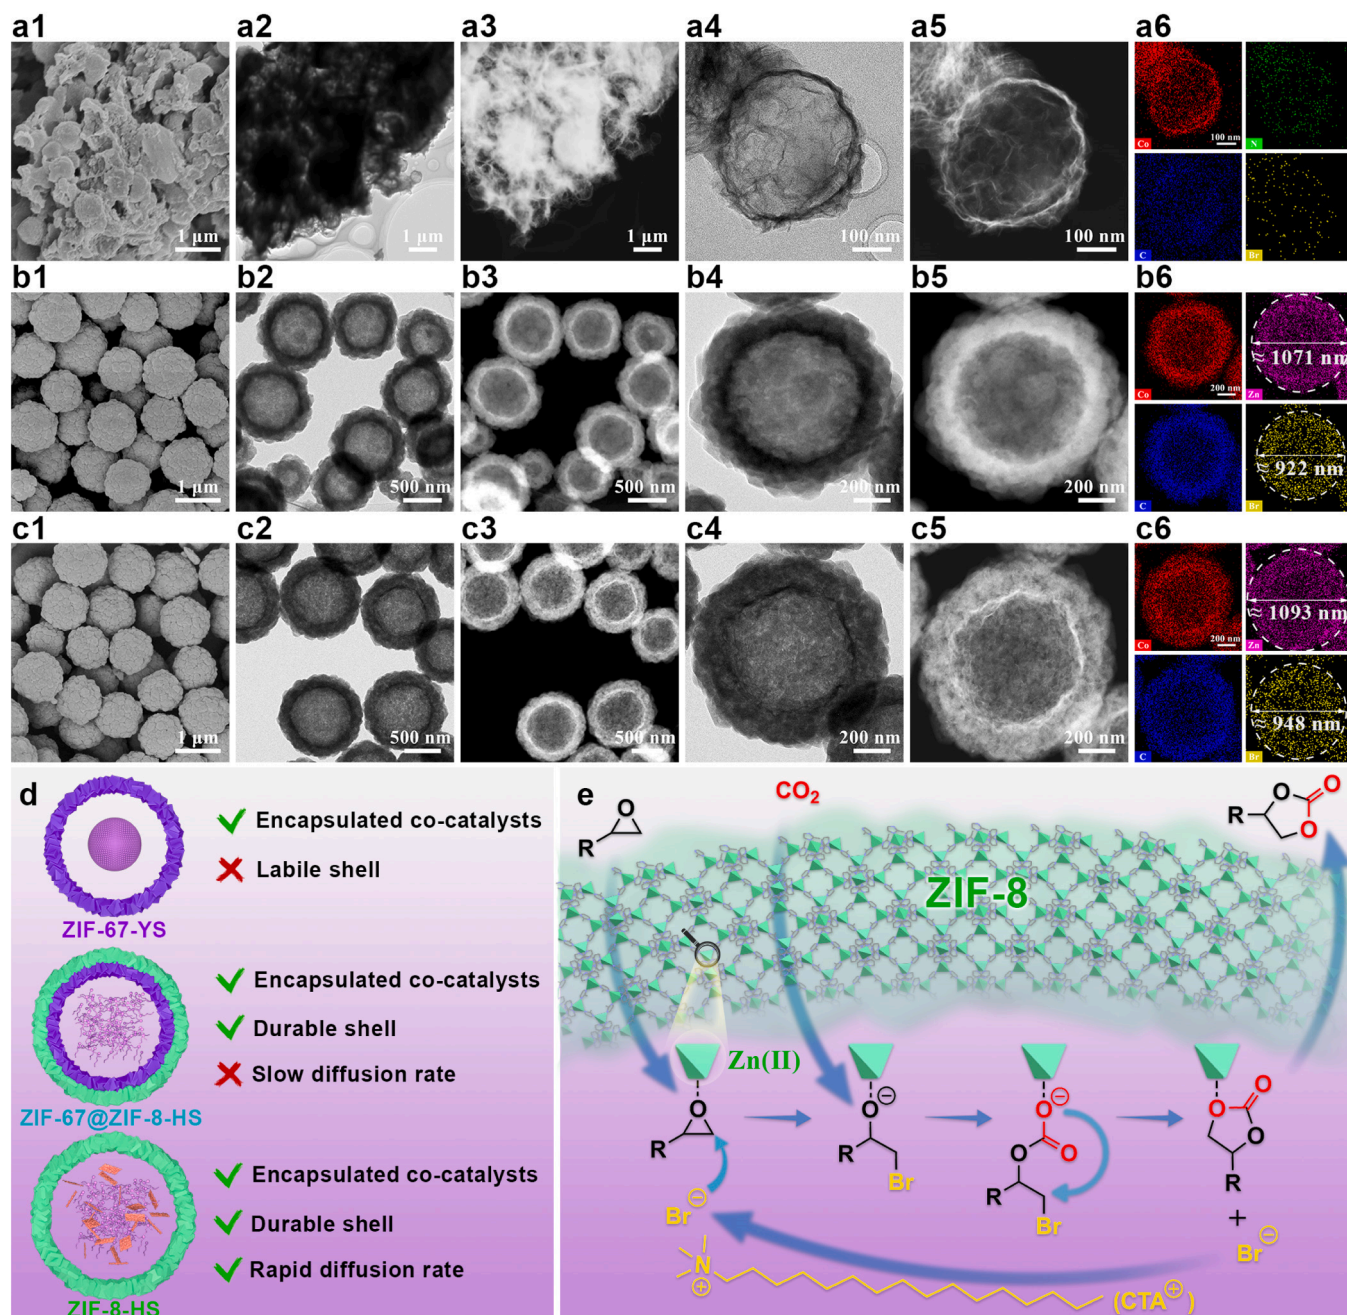 a1 a2 a3 a4 a5 a6
1 μm 1 μm 1 μm 100 nm 100 nm
Co 100 nm N
C Br
b1 b2 b3 b4 b5 b6
1 μm 500 nm 500 nm 200 nm 200 nm
Co 200 nm Zn ≈ 1071 nm
C Br ≈ 922 nm
c1 c2 c3 c4 c5 c6
1 μm 500 nm 500 nm 200 nm 200 nm
Co 200 nm Zn ≈ 1093 nm
C Br ≈ 948 nm
d
Encapsulated co-catalysts
Labile shell
ZIF-67-YS
Encapsulated co-catalysts
Durable shell
Slow diffusion rate
ZIF-67@ZIF-8-HS
Encapsulated co-catalysts
Durable shell
Rapid diffusion rate
ZIF-8-HS
e
O
R
CO2
O
O
O
R
ZIF-8
Zn(II)
O
R
Br⊖
O⊖
R
Br
O⊖
O
O
R
Br
O
O
O
R
+
Br⊖
N
⊕
(CTA⊕)